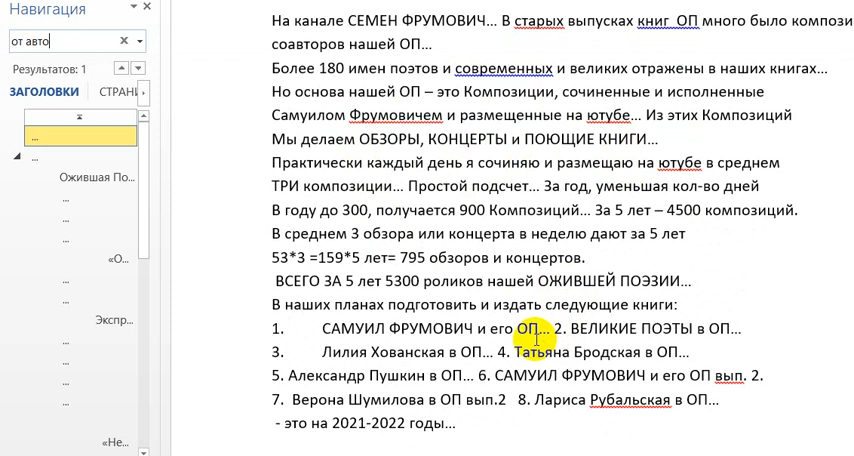 Навигация
от авто
Результатов: 1
ЗАГОЛОВКИ СТРАНИ
...
...
Ожившая По...
...
...
...
«О...
...
...
Экспр...
...
...
...
...
«Не...
На канале СЕМЕН ФРУМОВИЧ... В старых выпусках книг ОП много было компози
соавторов нашей ОП...
Более 180 имен поэтов и современных и великих отражены в наших книгах...
Но основа нашей ОП – это Композиции, сочиненные и исполненные
Самуилом Фрумовичем и размещенные на ютубе... Из этих Композиций
Мы делаем ОБЗОРЫ, КОНЦЕРТЫ и ПОЮЩИЕ КНИГИ...
Практически каждый день я сочиняю и размещаю на ютубе в среднем
ТРИ композиции... Простой подсчет... За год, уменьшая кол-во дней
В году до 300, получается 900 Композиций... За 5 лет – 4500 композиций.
В среднем 3 обзора или концерта в неделю дают за 5 лет
53*3 =159*5 лет= 795 обзоров и концертов.
ВСЕГО ЗА 5 лет 5300 роликов нашей ОЖИВШЕЙ ПОЭЗИИ...
В наших планах подготовить и издать следующие книги:
1. САМУИЛ ФРУМОВИЧ и его ОП... 2. ВЕЛИКИЕ ПОЭТЫ в ОП...
3. Лилия Хованская в ОП... 4. Татьяна Бродская в ОП...
5. Александр Пушкин в ОП... 6. САМУИЛ ФРУМОВИЧ и его ОП вып. 2.
7. Верона Шумилова в ОП вып.2 8. Лариса Рубальская в ОП...
- это на 2021-2022 годы...